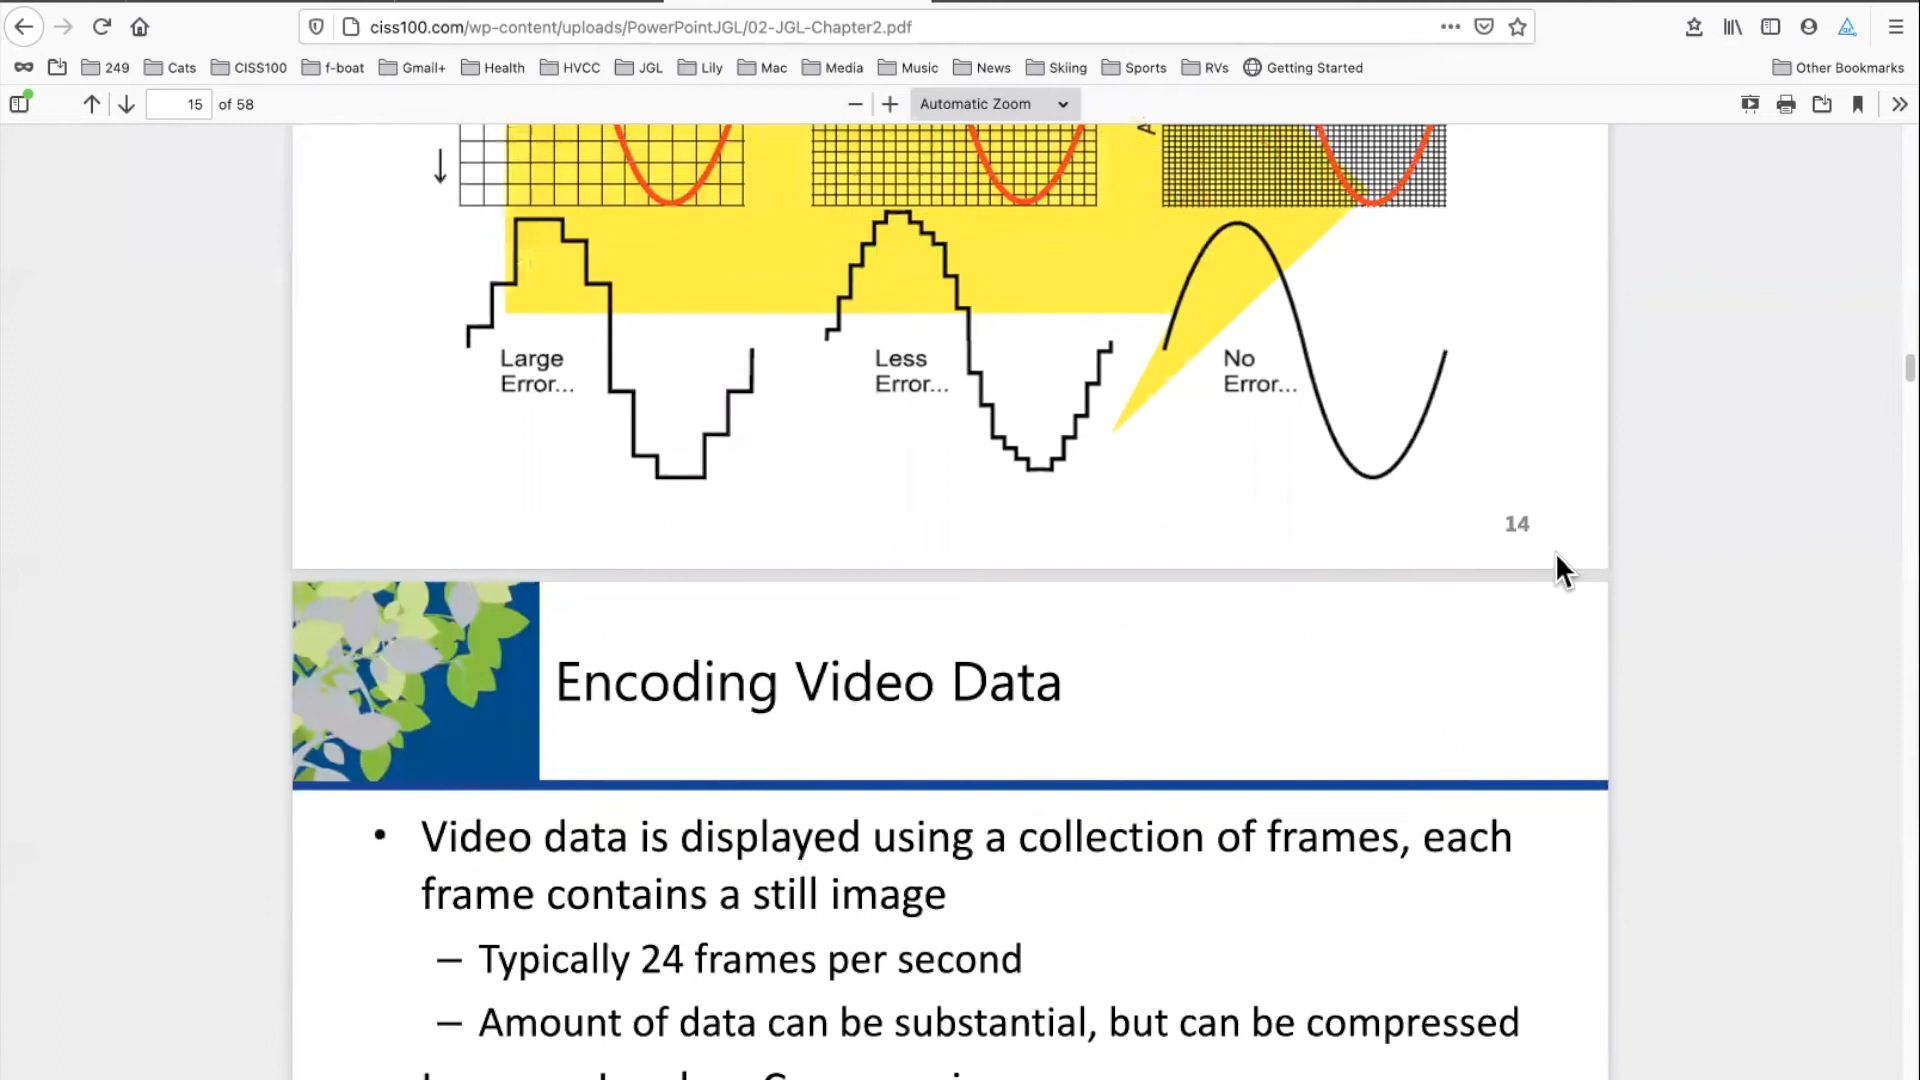 ciss100.com/wp-content/uploads/PowerPointJGL/02-JGL-Chapter2.pdf
249 Cats CISS100 f-boat Gmail+ Health HVCC JGL Lily Mac Media Music News Skiing Sports RVs Getting Started Other Bookmarks
15 of 58 Automatic Zoom
Large Less No
Error... Error... Error...
14
Encoding Video Data
• Video data is displayed using a collection of frames, each
frame contains a still image
– Typically 24 frames per second
– Amount of data can be substantial, but can be compressed